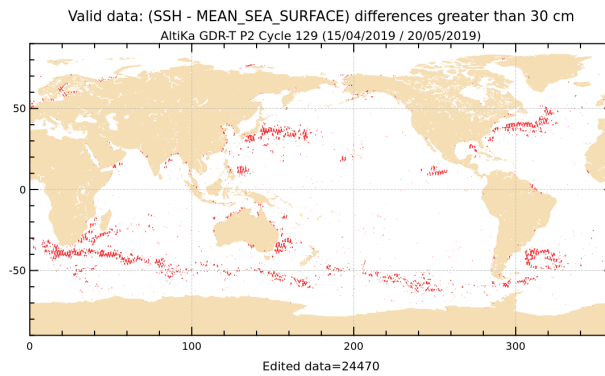 Valid data: (SSH - MEAN_SEA_SURFACE) differences greater than 30 cm
AltiKa GDR-T P2 Cycle 129 (15/04/2019 / 20/05/2019)
50
0
-50
0 100 200 300
Edited data=24470